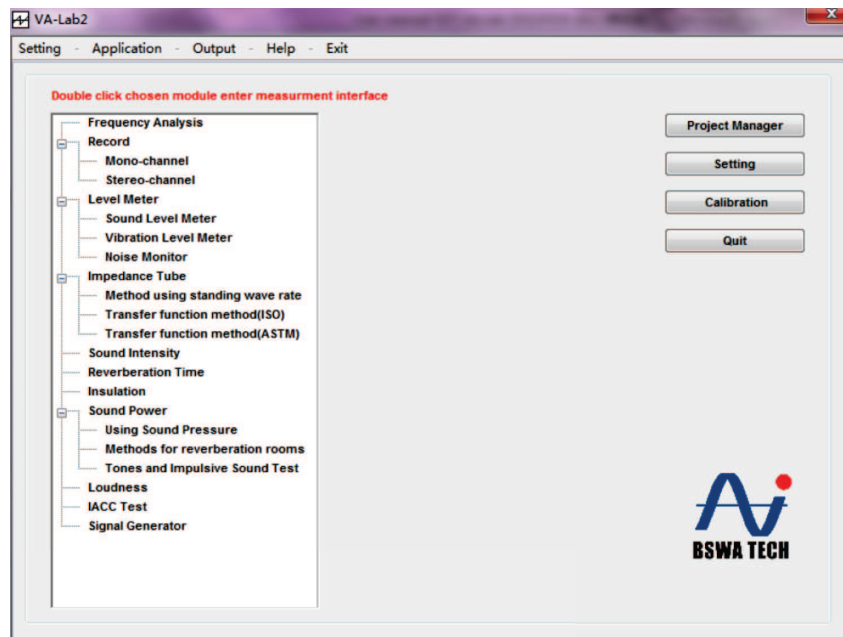 VA-Lab2
Setting - Application - Output - Help - Exit
Double click chosen module enter measurment interface
Frequency Analysis
Record
Mono-channel
Stereo-channel
Level Meter
Sound Level Meter
Vibration Level Meter
Noise Monitor
Impedance Tube
Method using standing wave rate
Transfer function method(ISO)
Transfer function method(ASTM)
Sound Intensity
Reverberation Time
Insulation
Sound Power
Using Sound Pressure
Methods for reverberation rooms
Tones and Impulsive Sound Test
Loudness
IACC Test
Signal Generator
Project Manager
Setting
Calibration
Quit
BSWA TECH